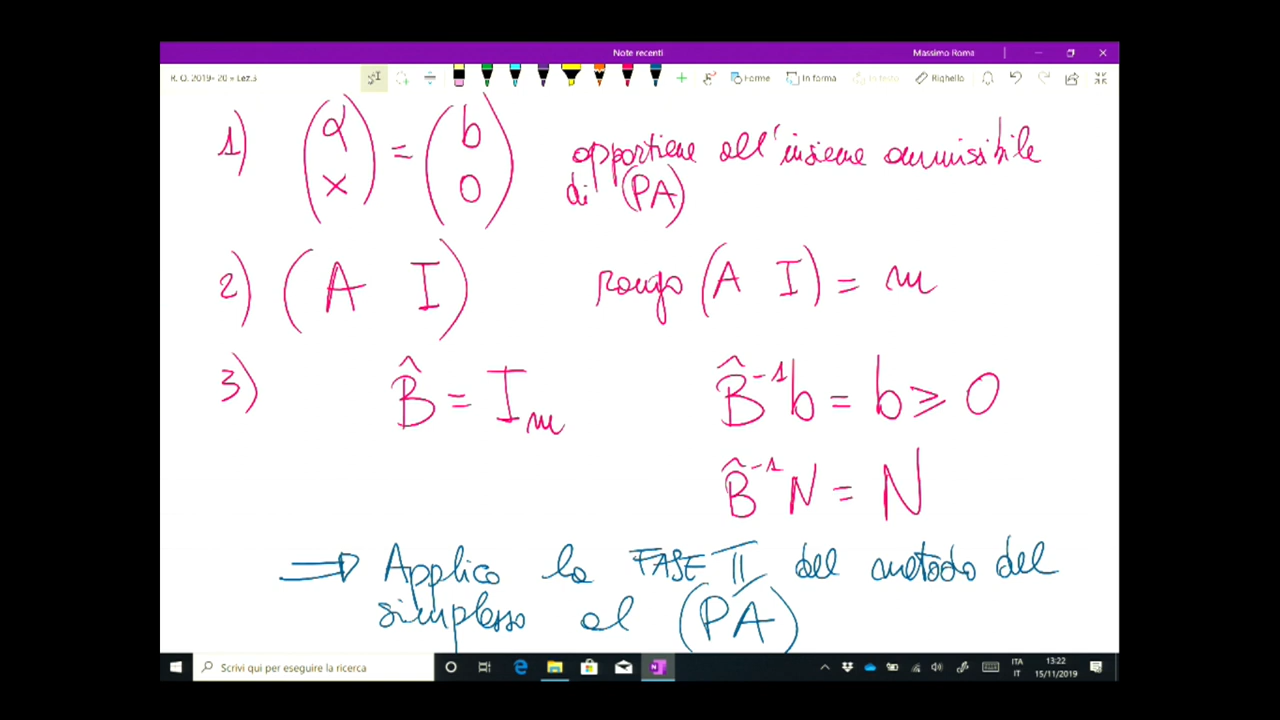 Note recenti
Massimo Roma
R. O. 2019- 20 » Lez.3
Forme
In forma
In testo
Righello
1) (α x) = (b 0) appartiene all'insieme ammissibile
di (PA)
2) (A I) rango (A I) = m
3) B̂ = I_m B̂⁻¹b = b ≥ 0
B̂⁻¹N = N
⇒ Applico la FASE II del metodo del
simplesso al (PA)
Scrivi qui per eseguire la ricerca
ITA 13:22
IT 15/11/2019